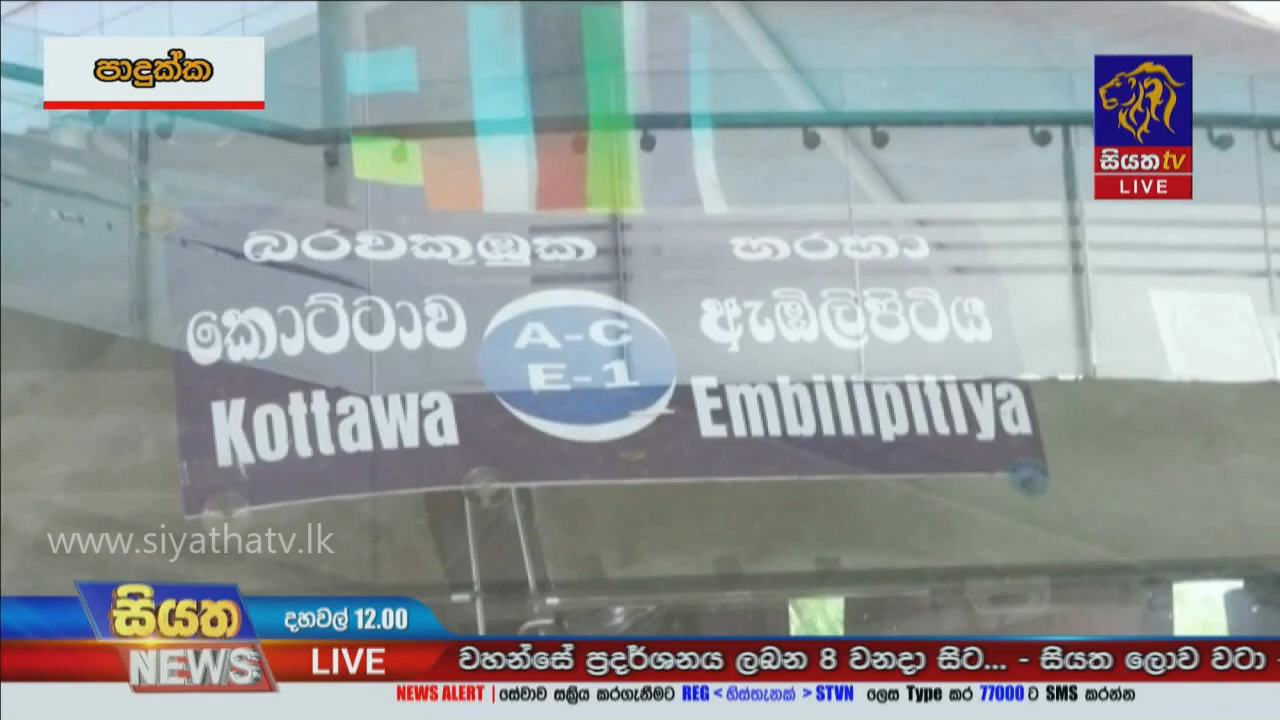 පාදුක්ක
සියත tv
LIVE
බරවකුඹුක හරහා
කොට්ටාව A-C ඇඹිලිපිටිය
E-1
Kottawa Embilipitiya
www.siyathatv.lk
සියත දහවල් 12.00
NEWS LIVE වහන්සේ ප්‍රදර්ශනය ලබන 8 වනදා සිට... - සියත ලොව වටා -
NEWS ALERT | සේවාව සක්‍රිය කරගැනීමට REG < හිස්තැනක් > STVN ලෙස Type කර 77000 ට SMS කරන්න